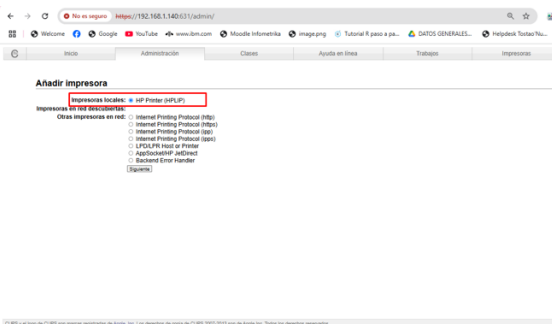 No es seguro https://192.168.1.140:631/admin/
Welcome Google YouTube www.ibm.com Moodle Infometrika image.png Tutorial R paso a pa... DATOS GENERALES... Helpdesk Tostao'Nu...
Inicio Administración Clases Ayuda en línea Trabajos Impresoras
Añadir impresora
Impresoras locales: HP Printer (HPLIP)
Impresoras en red descubiertas:
Otras impresoras en red: Internet Printing Protocol (http)
Internet Printing Protocol (https)
Internet Printing Protocol (ipp)
Internet Printing Protocol (ipps)
LPD/LPR Host or Printer
AppSocket/HP JetDirect
Backend Error Handler
Siguiente